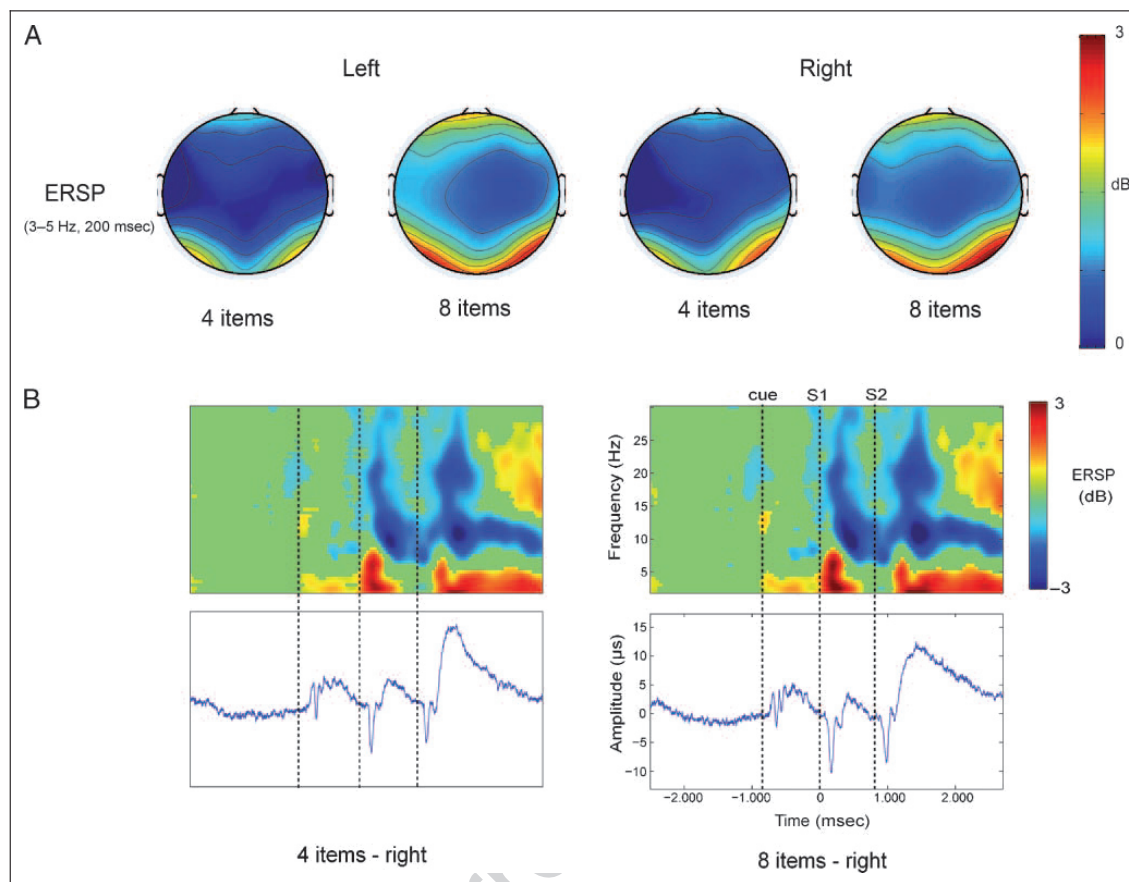 A
Left
Right
3
dB
0
ERSP
(3–5 Hz, 200 msec)
4 items
8 items
4 items
8 items
B
cue
S1
S2
25
20
15
10
5
Frequency (Hz)
3
ERSP
(dB)
−3
15
10
5
0
−5
−10
Amplitude (µs)
−2.000
−1.000
0
1.000
2.000
Time (msec)
4 items - right
8 items - right